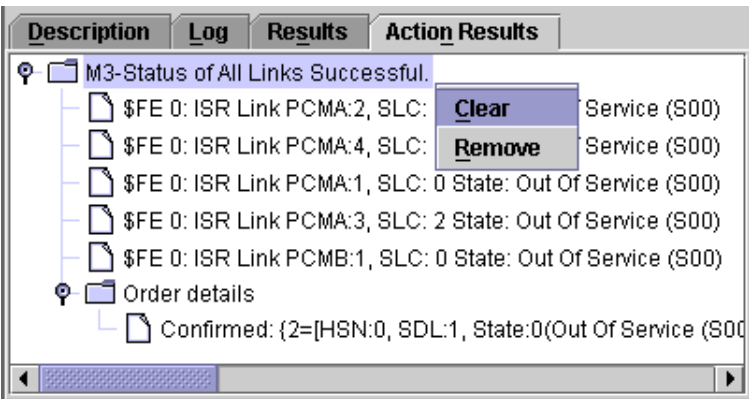 Description Log Results Action Results
M3-Status of All Links Successful.
$FE 0: ISR Link PCMA:2, SLC: Clear Service (S00)
$FE 0: ISR Link PCMA:4, SLC: Remove Service (S00)
$FE 0: ISR Link PCMA:1, SLC: 0 State: Out Of Service (S00)
$FE 0: ISR Link PCMA:3, SLC: 2 State: Out Of Service (S00)
$FE 0: ISR Link PCMB:1, SLC: 0 State: Out Of Service (S00)
Order details
Confirmed: {2=[HSN:0, SDL:1, State:0(Out Of Service (S00